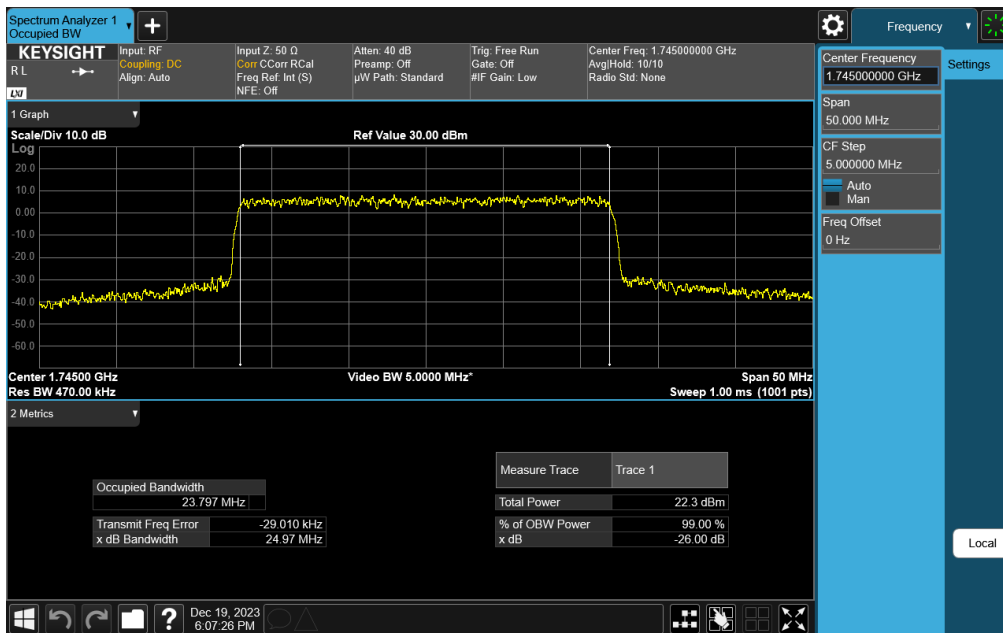 Spectrum Analyzer 1
Occupied BW
Frequency
KEYSIGHT
R L
LXI
Input: RF
Coupling: DC
Align: Auto
Input Z: 50 Ω
Corr CCorr RCal
Freq Ref: Int (S)
NFE: Off
Atten: 40 dB
Preamp: Off
µW Path: Standard
Trig: Free Run
Gate: Off
#IF Gain: Low
Center Freq: 1.745000000 GHz
Avg|Hold: 10/10
Radio Std: None
Center Frequency
1.745000000 GHz
Settings
Span
50.000 MHz
CF Step
5.000000 MHz
Auto
Man
Freq Offset
0 Hz
Local
1 Graph
Scale/Div 10.0 dB
Ref Value 30.00 dBm
Log
20.0
10.0
0.00
-10.0
-20.0
-30.0
-40.0
-50.0
-60.0
Center 1.74500 GHz
Video BW 5.0000 MHz*
Span 50 MHz
Res BW 470.00 kHz
Sweep 1.00 ms (1001 pts)
2 Metrics
Measure Trace Trace 1
Occupied Bandwidth
23.797 MHz
Total Power 22.3 dBm
Transmit Freq Error -29.010 kHz
% of OBW Power 99.00 %
x dB Bandwidth 24.97 MHz
x dB -26.00 dB
?
Dec 19, 2023
6:07:26 PM